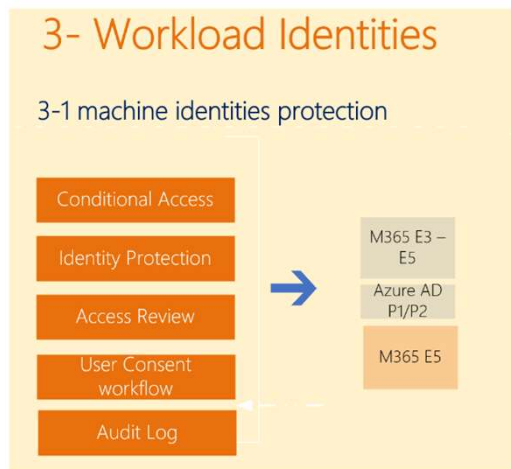 3- Workload Identities
3-1 machine identities protection
Conditional Access
Identity Protection
Access Review
User Consent
workflow
Audit Log
M365 E3 –
E5
Azure AD
P1/P2
M365 E5